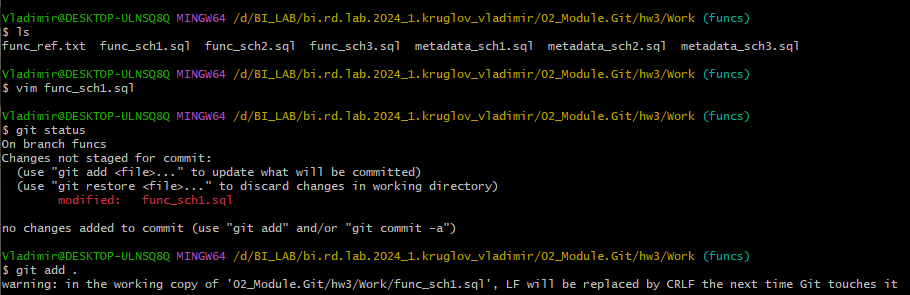 Vladimir@DESKTOP-ULNSQ8Q MINGW64 /d/BI_LAB/bi.rd.lab.2024_1.kruglov_vladimir/02_Module.Git/hw3/Work (funcs)
$ ls
func_ref.txt  func_sch1.sql  func_sch2.sql  func_sch3.sql  metadata_sch1.sql  metadata_sch2.sql  metadata_sch3.sql
Vladimir@DESKTOP-ULNSQ8Q MINGW64 /d/BI_LAB/bi.rd.lab.2024_1.kruglov_vladimir/02_Module.Git/hw3/Work (funcs)
$ vim func_sch1.sql
Vladimir@DESKTOP-ULNSQ8Q MINGW64 /d/BI_LAB/bi.rd.lab.2024_1.kruglov_vladimir/02_Module.Git/hw3/Work (funcs)
$ git status
On branch funcs
Changes not staged for commit:
  (use "git add <file>..." to update what will be committed)
  (use "git restore <file>..." to discard changes in working directory)
        modified:   func_sch1.sql
no changes added to commit (use "git add" and/or "git commit -a")
Vladimir@DESKTOP-ULNSQ8Q MINGW64 /d/BI_LAB/bi.rd.lab.2024_1.kruglov_vladimir/02_Module.Git/hw3/Work (funcs)
$ git add .
warning: in the working copy of '02_Module.Git/hw3/Work/func_sch1.sql', LF will be replaced by CRLF the next time Git touches it